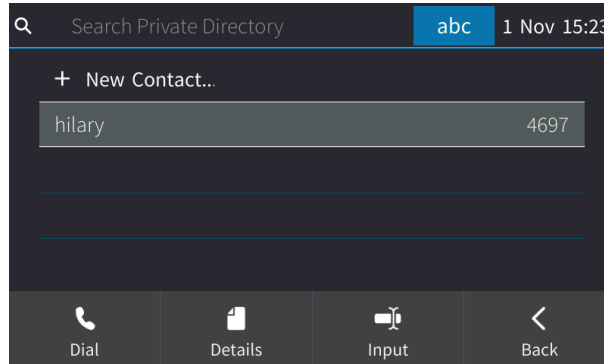 Search Private Directory abc 1 Nov 15:23
+ New Contact...
hilary 4697
Dial Details Input Back